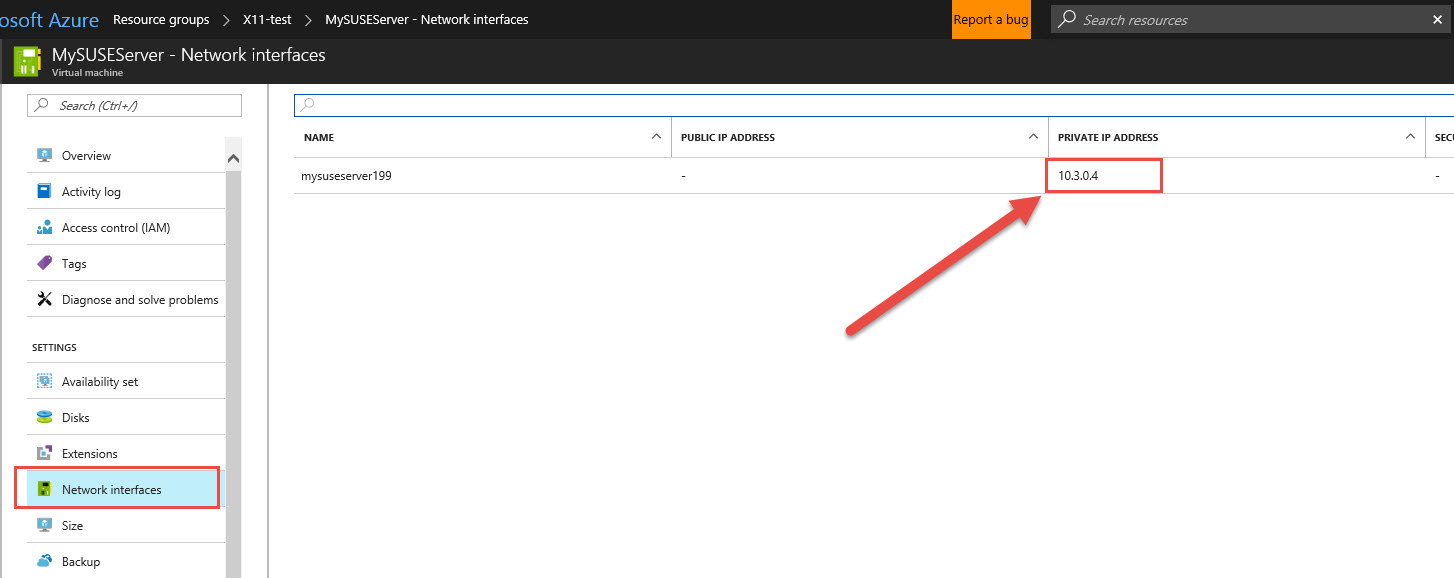 osoft Azure Resource groups > X11-test > MySUSEServer - Network interfaces Report a bug Search resources ×
MySUSEServer - Network interfaces
Virtual machine
Search (Ctrl+/)
NAME PUBLIC IP ADDRESS PRIVATE IP ADDRESS SECU
mysuseserver199 - 10.3.0.4 -
Overview
Activity log
Access control (IAM)
Tags
Diagnose and solve problems
SETTINGS
Availability set
Disks
Extensions
Network interfaces
Size
Backup